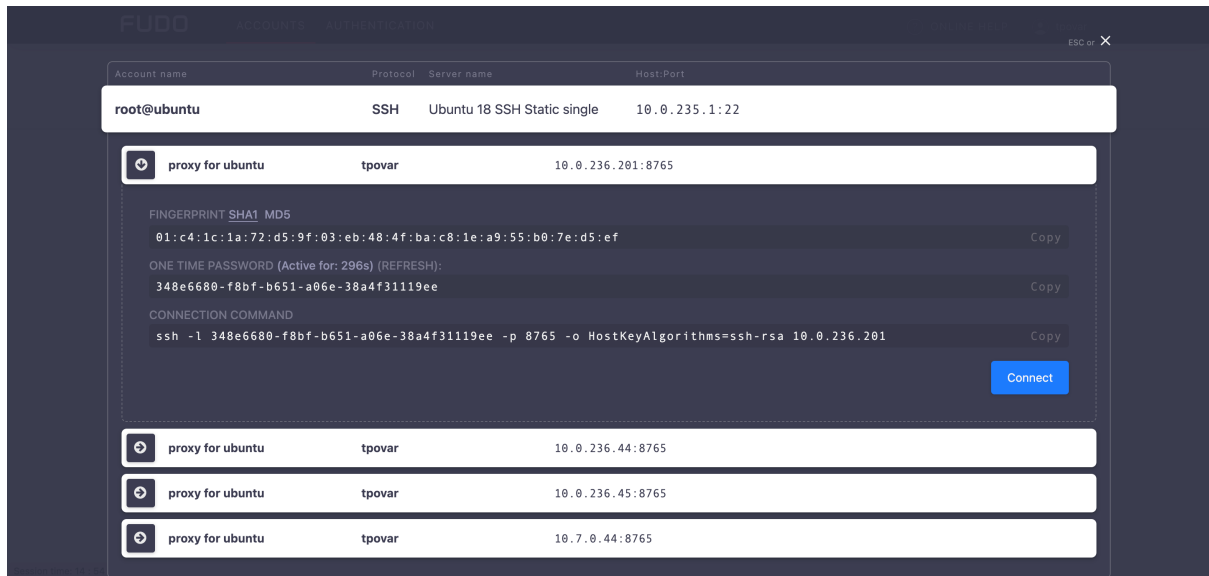 FUDO ACCOUNTS AUTHENTICATION
ESC or ✕
Account name Protocol Server name Host:Port
root@ubuntu SSH Ubuntu 18 SSH Static single 10.0.235.1:22
proxy for ubuntu tpovar 10.0.236.201:8765
FINGERPRINT SHA1 MD5
01:c4:1c:1a:72:d5:9f:03:eb:48:4f:ba:c8:1e:a9:55:b0:7e:d5:ef Copy
ONE TIME PASSWORD (Active for: 296s) (REFRESH):
348e6680-f8bf-b651-a06e-38a4f31119ee Copy
CONNECTION COMMAND
ssh -l 348e6680-f8bf-b651-a06e-38a4f31119ee -p 8765 -o HostKeyAlgorithms=ssh-rsa 10.0.236.201 Copy
Connect
proxy for ubuntu tpovar 10.0.236.44:8765
proxy for ubuntu tpovar 10.0.236.45:8765
proxy for ubuntu tpovar 10.7.0.44:8765